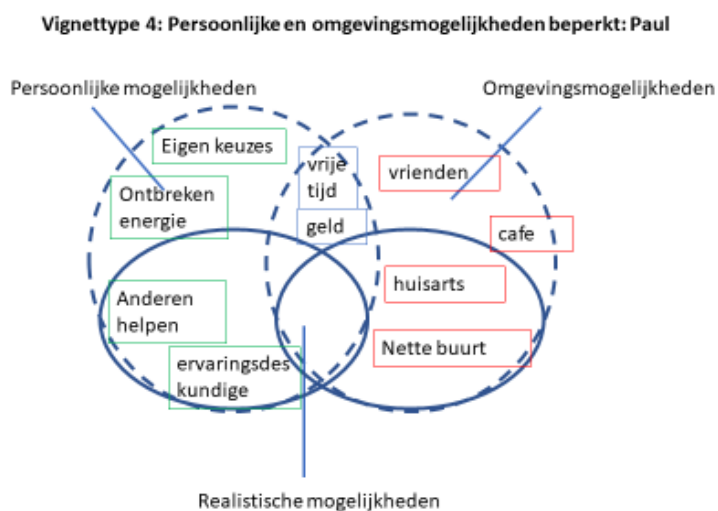 Vignettype 4: Persoonlijke en omgevingsmogelijkheden beperkt: Paul
Persoonlijke mogelijkheden
Omgevingsmogelijkheden
Eigen keuzes
vrije
tijd
vrienden
Ontbreken
energie
geld
cafe
huisarts
Anderen
helpen
Nette buurt
ervaringsdes
kundige
Realistische mogelijkheden